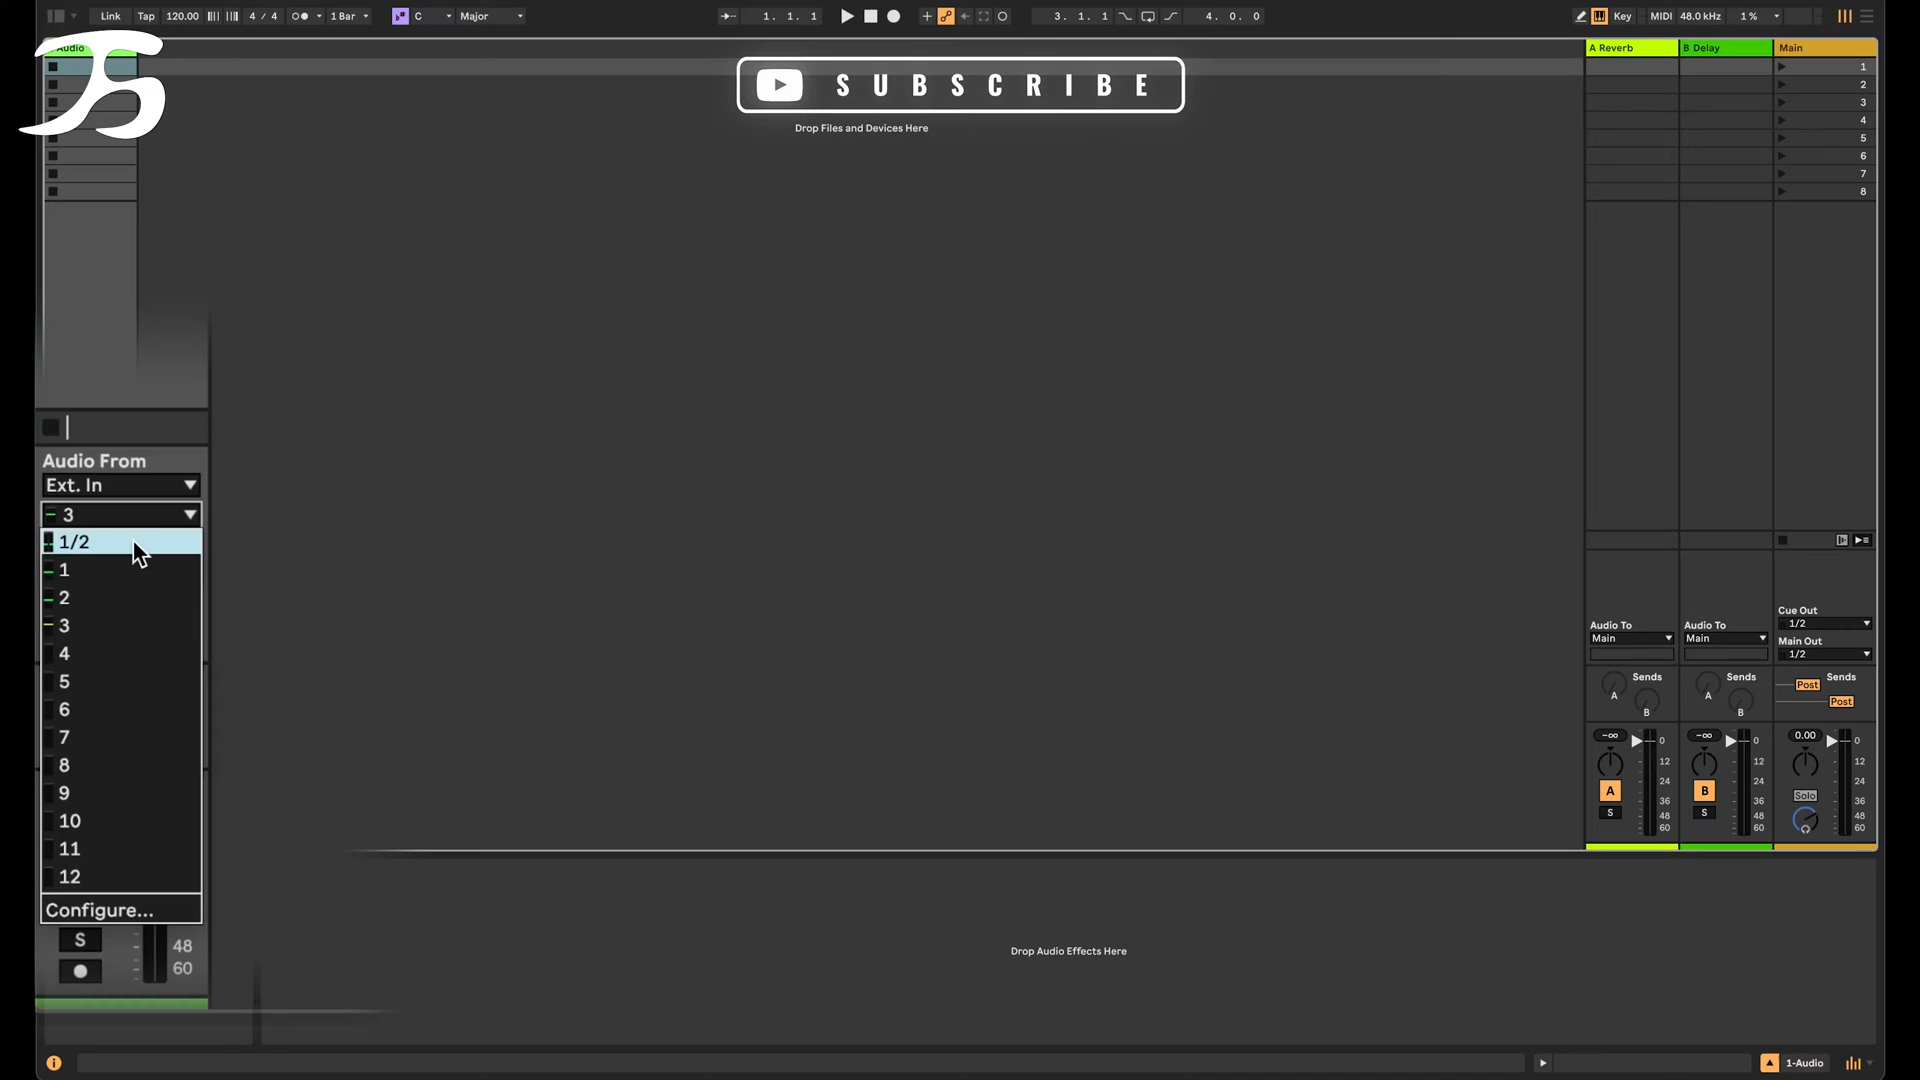 Link Tap 120.00 4 / 4 1 Bar C Major 1. 1. 1 3. 1. 1 4. 0. 0 Key MIDI 48.0 kHz 1 %
Audio A Reverb B Delay Main
SUBSCRIBE
Drop Files and Devices Here
1
2
3
4
5
6
7
8
Audio From
Ext. In
3
1/2
1
2
3
4
5
6
7
8
9
10
11
12
Configure...
S 48
60
Cue Out
1/2
Audio To Audio To
Main Main
Main Out
1/2
Sends Sends Sends
A A Post
B B Post
-∞ 0 -∞ 0 0.00 0
12 12 12
24 24 24
A 36 B 36 Solo 36
S 48 S 48 48
60 60 60
Drop Audio Effects Here
1-Audio